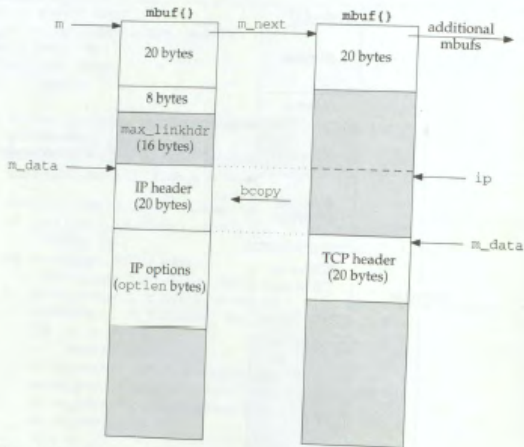 mbuf{}
mbuf{}
m
m_next
additional
mbufs
20 bytes
20 bytes
8 bytes
max_linkhdr
(16 bytes)
m_data
ip
IP header
(20 bytes)
bcopy
m_data
IP options
(optlen bytes)
TCP header
(20 bytes)